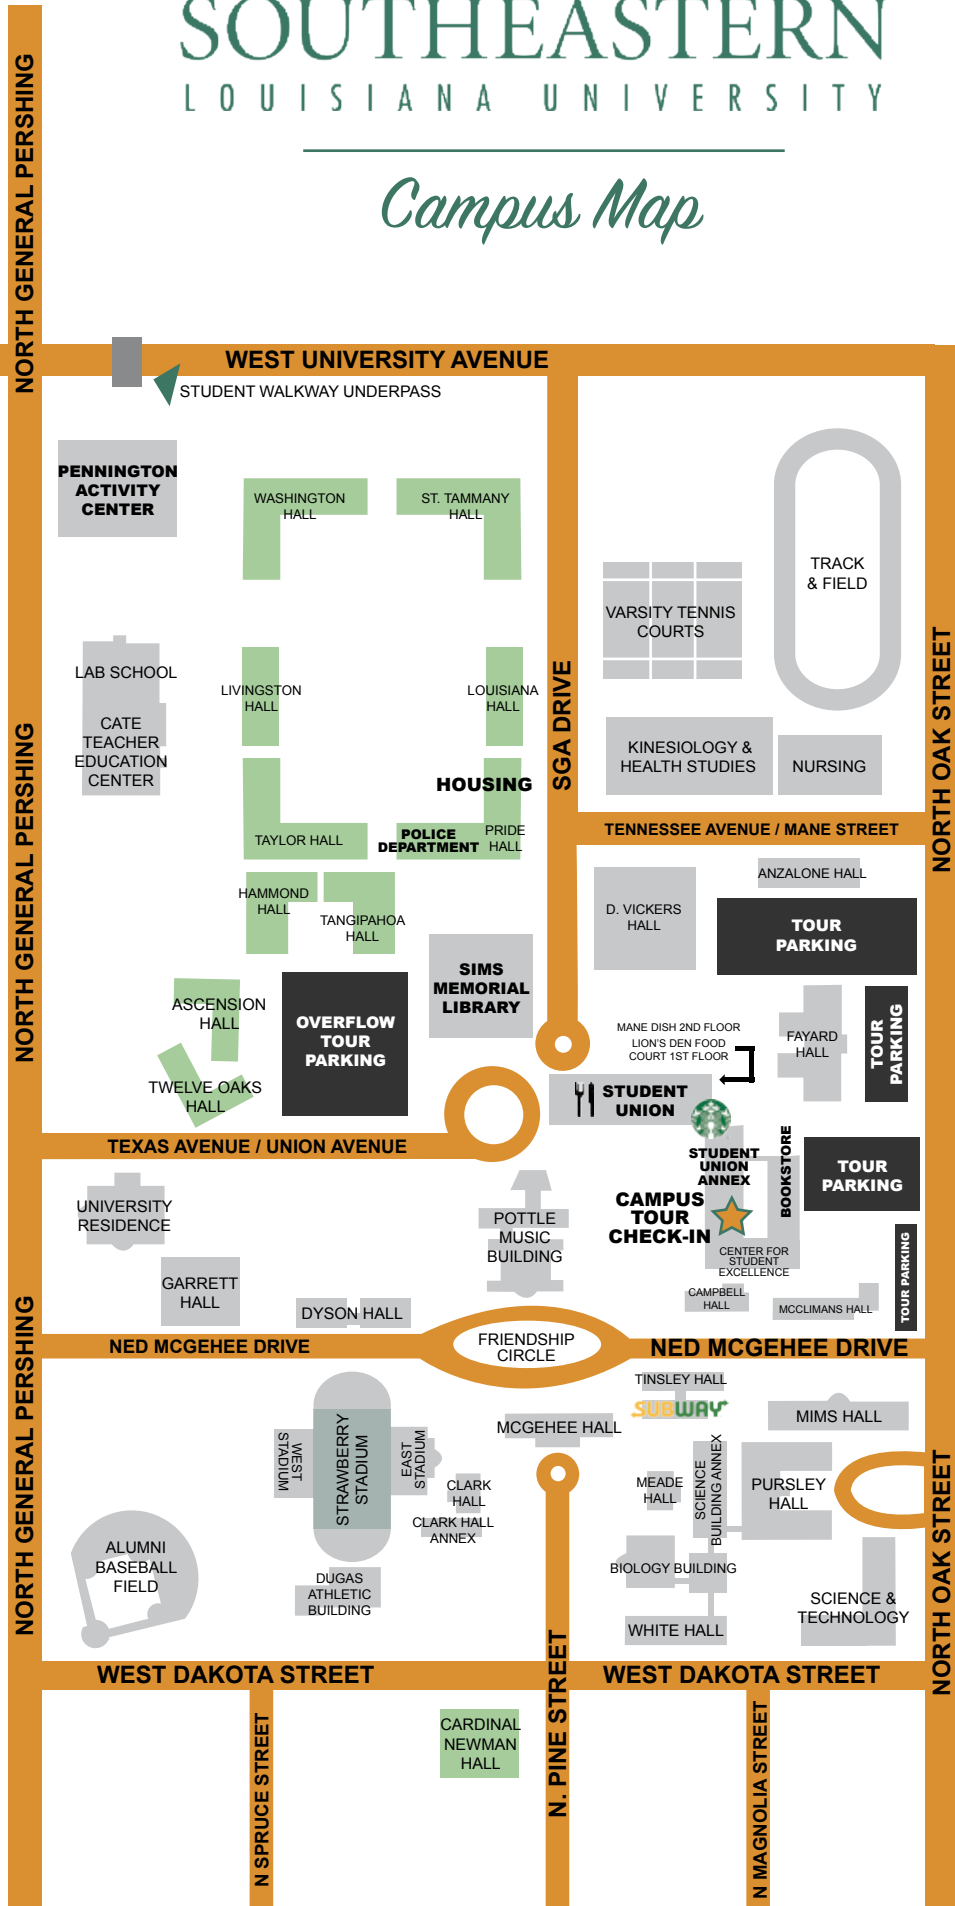 SOUTHEASTERN
LOUISIANA UNIVERSITY
Campus Map
NORTH GENERAL PERSHING
WEST UNIVERSITY AVENUE
STUDENT WALKWAY UNDERPASS
PENNINGTON
ACTIVITY
CENTER
WASHINGTON
HALL
ST. TAMMANY
HALL
TRACK
& FIELD
VARSITY TENNIS
COURTS
LAB SCHOOL
CATE
TEACHER
EDUCATION
CENTER
LIVINGSTON
HALL
LOUISIANA
HALL
SGA DRIVE
NORTH OAK STREET
NORTH GENERAL PERSHING
KINESIOLOGY &
HEALTH STUDIES
NURSING
HOUSING
TAYLOR HALL
POLICE
DEPARTMENT
PRIDE
HALL
TENNESSEE AVENUE / MANE STREET
HAMMOND
HALL
TANGIPAHOA
HALL
ANZALONE HALL
D. VICKERS
HALL
TOUR
PARKING
SIMS
MEMORIAL
LIBRARY
ASCENSION
HALL
OVERFLOW
TOUR
PARKING
MANE DISH 2ND FLOOR
LION'S DEN FOOD
COURT 1ST FLOOR
FAYARD
HALL
TOUR
PARKING
TWELVE OAKS
HALL
STUDENT
UNION
TEXAS AVENUE / UNION AVENUE
STUDENT
UNION
ANNEX
BOOKSTORE
TOUR
PARKING
UNIVERSITY
RESIDENCE
POTTLE
MUSIC
BUILDING
CAMPUS
TOUR
CHECK-IN
CENTER FOR
STUDENT
EXCELLENCE
TOUR PARKING
GARRETT
HALL
DYSON HALL
CAMPBELL
HALL
MCCLIMANS HALL
NED MCGEHEE DRIVE
FRIENDSHIP
CIRCLE
NED MCGEHEE DRIVE
NORTH GENERAL PERSHING
TINSLEY HALL
SUBWAY
MIMS HALL
MCGEHEE HALL
WEST
STADIUM
STRAWBERRY
STADIUM
EAST
STADIUM
CLARK
HALL
CLARK HALL
ANNEX
MEADE
HALL
SCIENCE
BUILDING ANNEX
PURSLEY
HALL
ALUMNI
BASEBALL
FIELD
DUGAS
ATHLETIC
BUILDING
BIOLOGY BUILDING
SCIENCE &
TECHNOLOGY
WHITE HALL
NORTH OAK STREET
WEST DAKOTA STREET
WEST DAKOTA STREET
N. PINE STREET
CARDINAL
NEWMAN
HALL
N SPRUCE STREET
N MAGNOLIA STREET